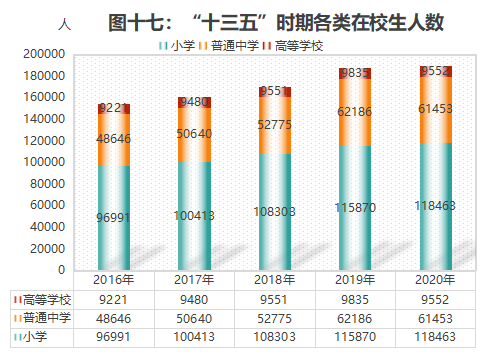 人
图十七：“十三五”时期各类在校生人数
小学 普通中学 高等学校
200000
180000
160000
140000
120000
100000
80000
60000
40000
20000
0
9221 9480 9551 9835 9552
48646 50640 52775 62186 61453
96991 100413 108303 115870 118463
2016年 2017年 2018年 2019年 2020年
高等学校 9221 9480 9551 9835 9552
普通中学 48646 50640 52775 62186 61453
小学 96991 100413 108303 115870 118463